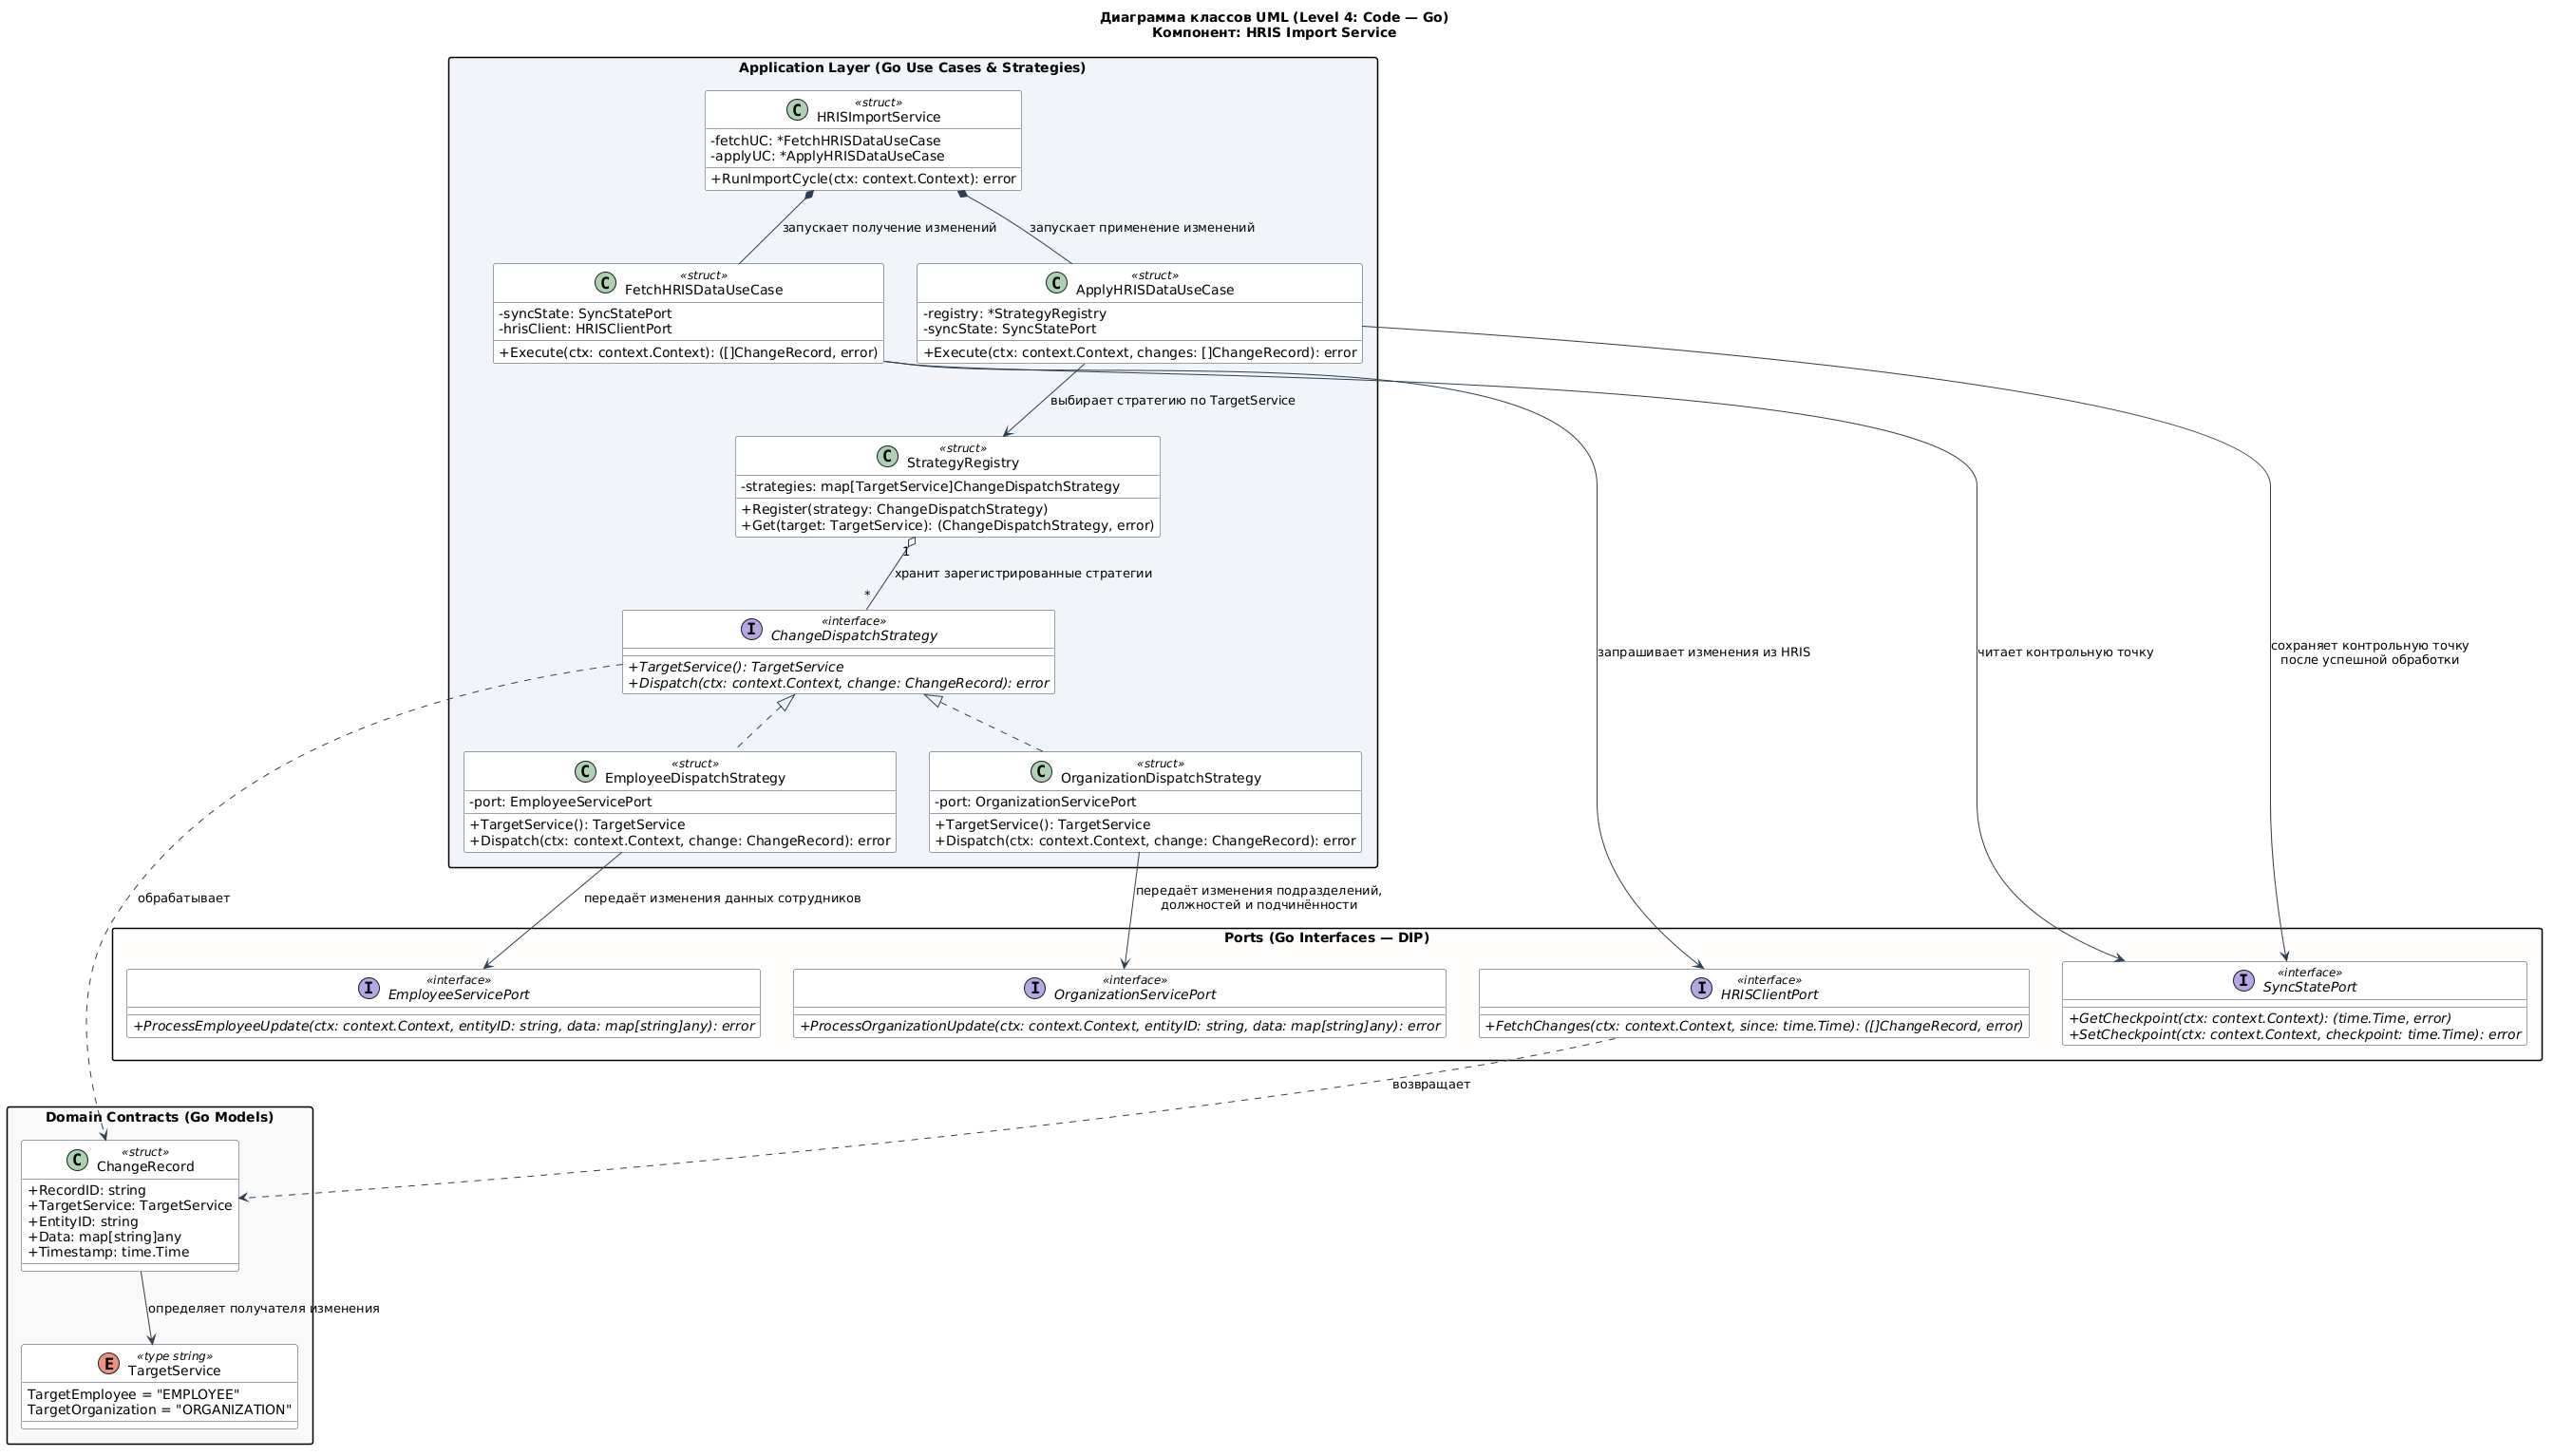 Диаграмма классов UML (Level 4: Code — Go)
Компонент: HRIS Import Service
Application Layer (Go Use Cases & Strategies)
C
«struct»
HRISImportService
-fetchUC: *FetchHRISDataUseCase
-applyUC: *ApplyHRISDataUseCase
+RunImportCycle(ctx: context.Context): error
запускает получение изменений
запускает применение изменений
C
«struct»
FetchHRISDataUseCase
-syncState: SyncStatePort
-hrisClient: HRISClientPort
+Execute(ctx: context.Context): ([]ChangeRecord, error)
C
«struct»
ApplyHRISDataUseCase
-registry: *StrategyRegistry
-syncState: SyncStatePort
+Execute(ctx: context.Context, changes: []ChangeRecord): error
выбирает стратегию по TargetService
C
«struct»
StrategyRegistry
-strategies: map[TargetService]ChangeDispatchStrategy
+Register(strategy: ChangeDispatchStrategy)
+Get(target: TargetService): (ChangeDispatchStrategy, error)
1
хранит зарегистрированные стратегии
*
I
«interface»
ChangeDispatchStrategy
+TargetService(): TargetService
+Dispatch(ctx: context.Context, change: ChangeRecord): error
запрашивает изменения из HRIS
читает контрольную точку
сохраняет контрольную точку
после успешной обработки
C
«struct»
EmployeeDispatchStrategy
-port: EmployeeServicePort
+TargetService(): TargetService
+Dispatch(ctx: context.Context, change: ChangeRecord): error
C
«struct»
OrganizationDispatchStrategy
-port: OrganizationServicePort
+TargetService(): TargetService
+Dispatch(ctx: context.Context, change: ChangeRecord): error
обрабатывает
передаёт изменения данных сотрудников
передаёт изменения подразделений,
должностей и подчинённости
Ports (Go Interfaces — DIP)
I
«interface»
EmployeeServicePort
+ProcessEmployeeUpdate(ctx: context.Context, entityID: string, data: map[string]any): error
I
«interface»
OrganizationServicePort
+ProcessOrganizationUpdate(ctx: context.Context, entityID: string, data: map[string]any): error
I
«interface»
HRISClientPort
+FetchChanges(ctx: context.Context, since: time.Time): ([]ChangeRecord, error)
I
«interface»
SyncStatePort
+GetCheckpoint(ctx: context.Context): (time.Time, error)
+SetCheckpoint(ctx: context.Context, checkpoint: time.Time): error
возвращает
Domain Contracts (Go Models)
C
«struct»
ChangeRecord
+RecordID: string
+TargetService: TargetService
+EntityID: string
+Data: map[string]any
+Timestamp: time.Time
определяет получателя изменения
E
«type string»
TargetService
TargetEmployee = "EMPLOYEE"
TargetOrganization = "ORGANIZATION"